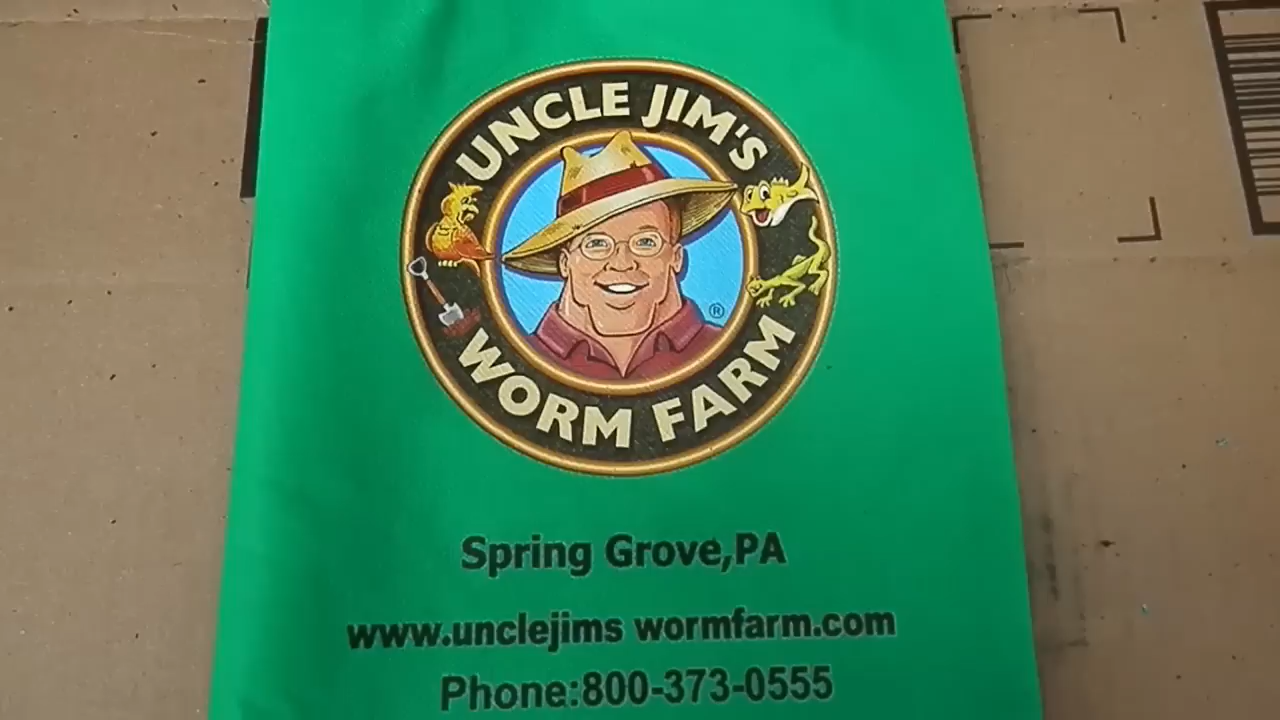 UNCLE JIM'S
®
WORM FARM
Spring Grove,PA
www.unclejims wormfarm.com
Phone:800-373-0555